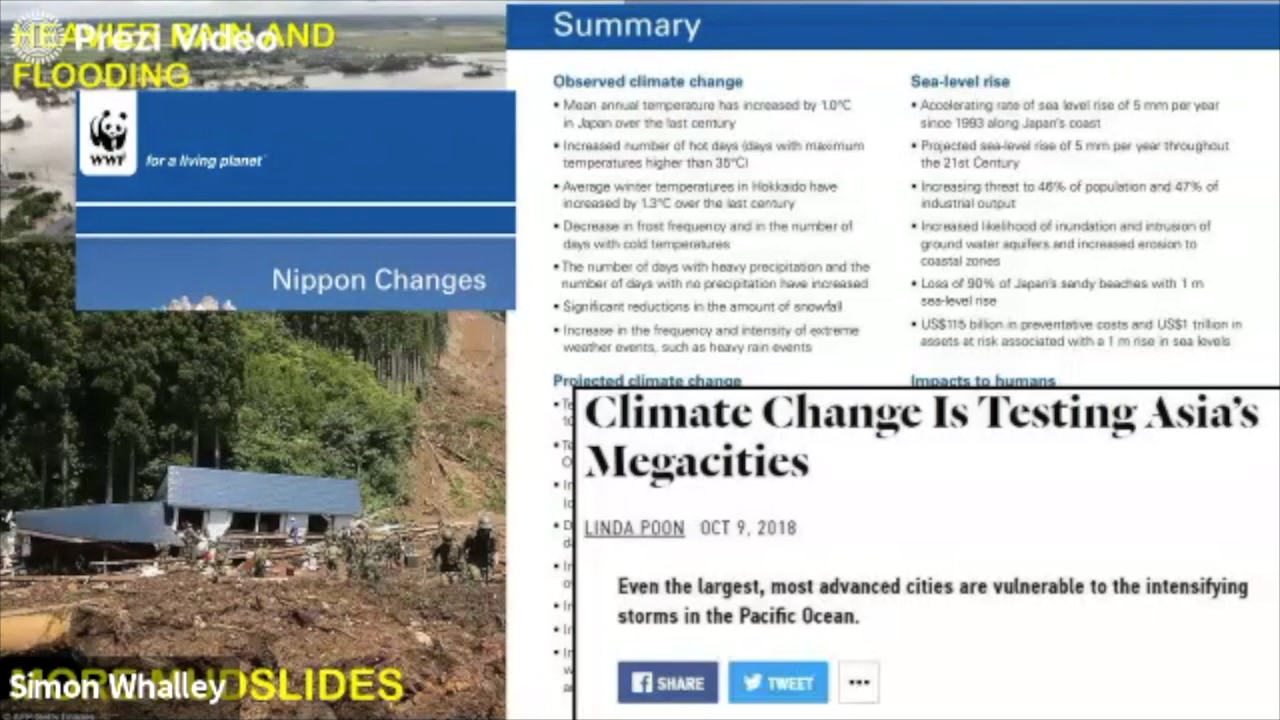 HEAVIER RAIN AND
FLOODING
Prezi Video
WWF
for a living planet
Nippon Changes
MORE MUDSLIDES
Simon Whalley
Summary
Observed climate change
• Mean annual temperature has increased by 1.0°C
in Japan over the last century
• Increased number of hot days (days with maximum
temperatures higher than 35°C)
• Average winter temperatures in Hokkaido have
increased by 1.3°C over the last century
• Decrease in frost frequency and in the number of
days with cold temperatures
• The number of days with heavy precipitation and the
number of days with no precipitation have increased
• Significant reductions in the amount of snowfall
• Increase in the frequency and intensity of extreme
weather events, such as heavy rain events
Projected climate change
Sea-level rise
• Accelerating rate of sea level rise of 5 mm per year
since 1993 along Japan's coast
• Projected sea-level rise of 5 mm per year throughout
the 21st Century
• Increasing threat to 46% of population and 47% of
industrial output
• Increased likelihood of inundation and intrusion of
ground water aquifers and increased erosion to
coastal zones
• Loss of 90% of Japan's sandy beaches with 1 m
sea-level rise
• US$115 billion in preventative costs and US$1 trillion in
assets at risk associated with a 1 m rise in sea levels
Impacts to humans
Climate Change Is Testing Asia's
Megacities
LINDA POON OCT 9, 2018
Even the largest, most advanced cities are vulnerable to the intensifying
storms in the Pacific Ocean.
SHARE
TWEET
•••